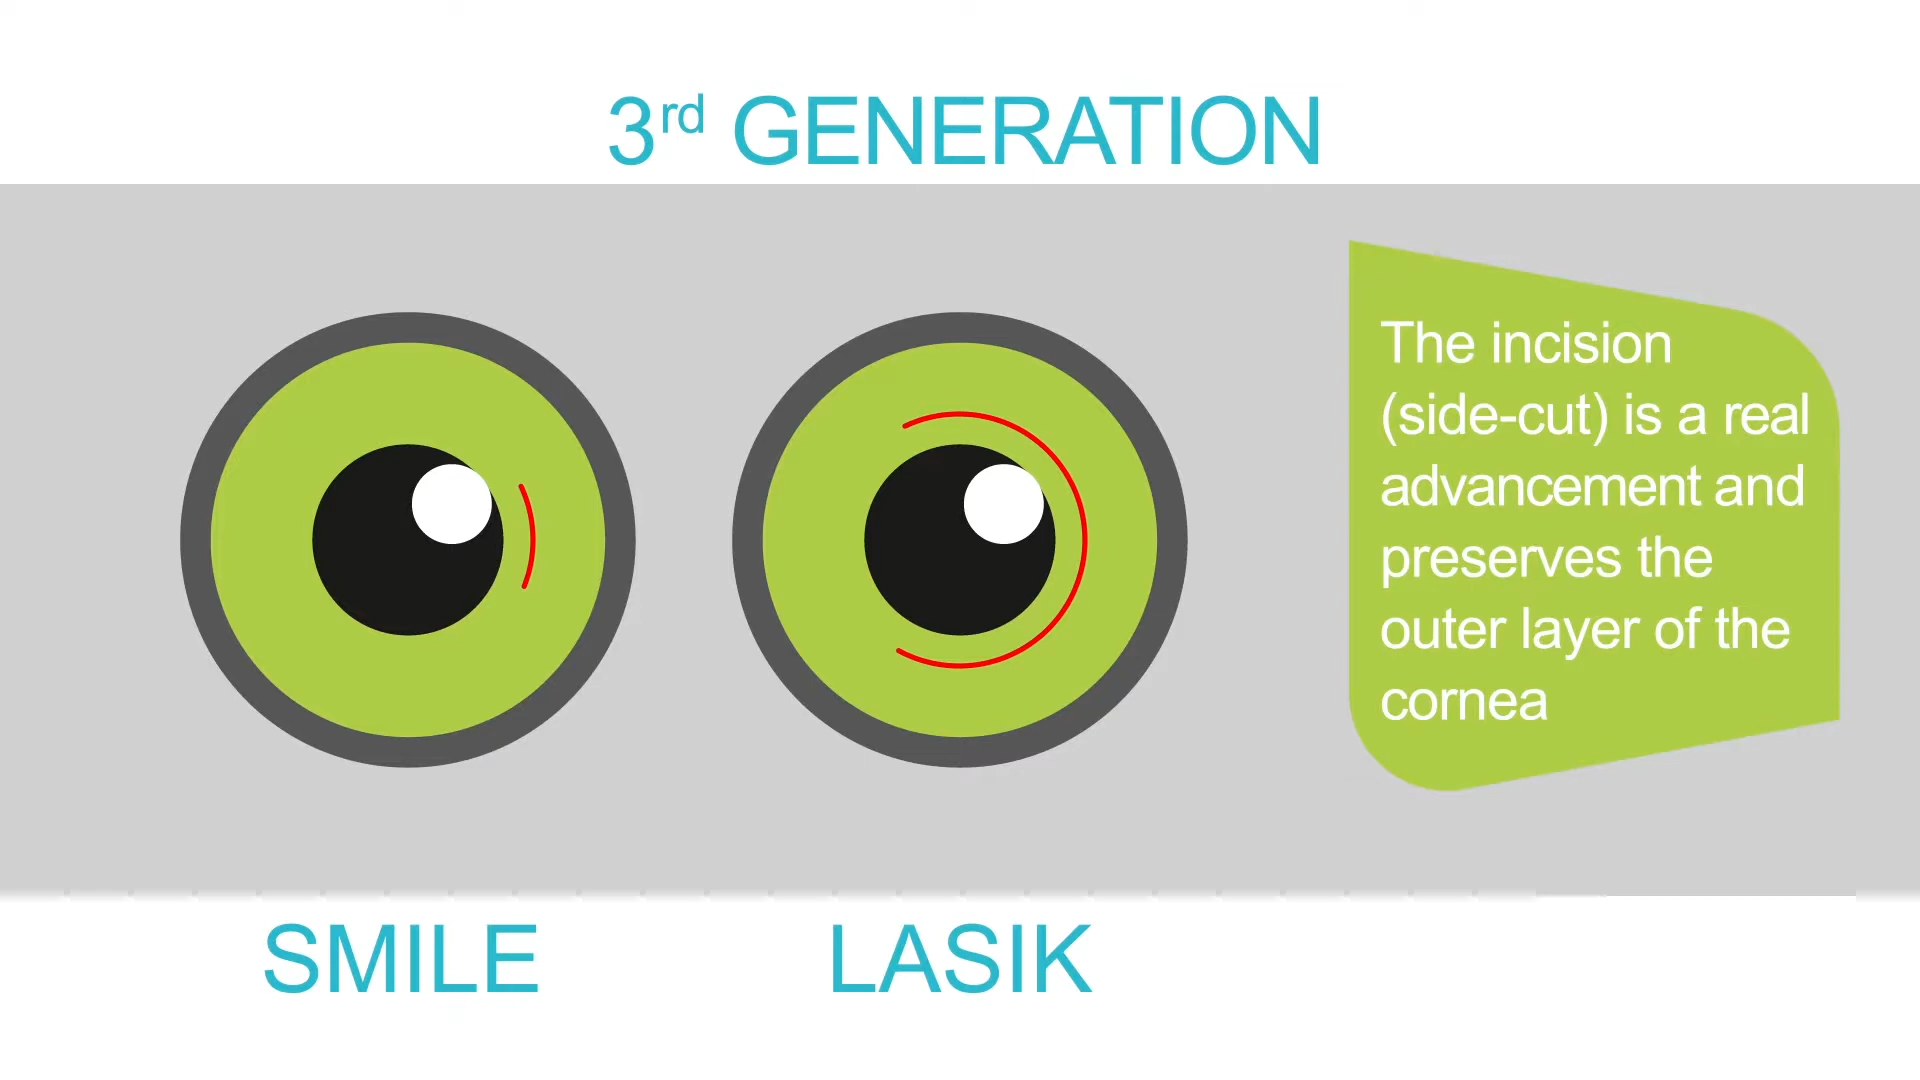 3rd GENERATION
The incision
(side-cut) is a real
advancement and
preserves the
outer layer of the
cornea
SMILE
LASIK